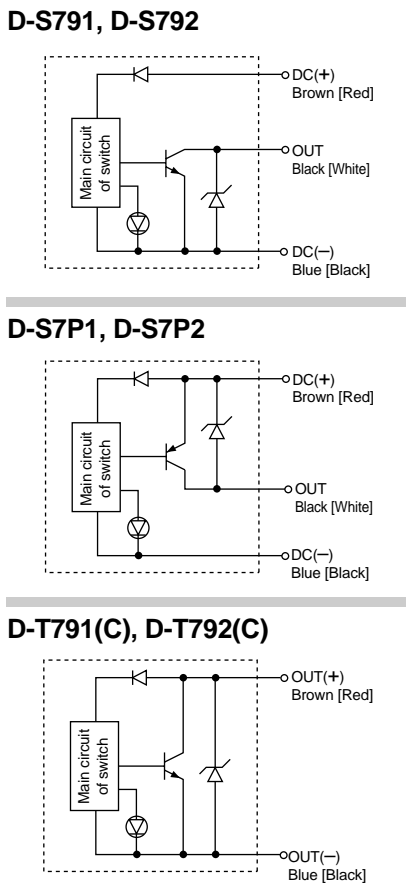 D-S791, D-S792
DC(+)
Brown [Red]
Main circuit
of switch
OUT
Black [White]
DC(−)
Blue [Black]
D-S7P1, D-S7P2
DC(+)
Brown [Red]
Main circuit
of switch
OUT
Black [White]
DC(−)
Blue [Black]
D-T791(C), D-T792(C)
OUT(+)
Brown [Red]
Main circuit
of switch
OUT(−)
Blue [Black]